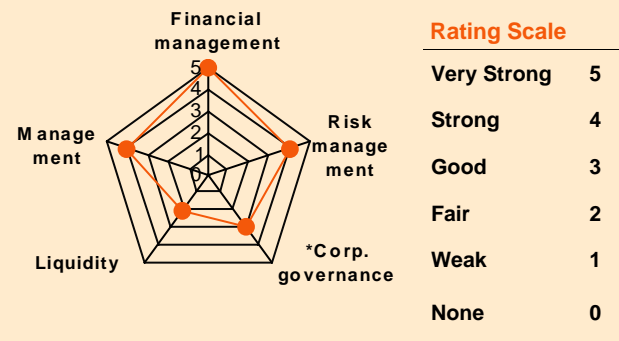 Financial
management
5
4
3
2
1
0
Risk
manage
ment
*Corp.
governance
Liquidity
Manage
ment
Rating Scale
Very Strong 5
Strong 4
Good 3
Fair 2
Weak 1
None 0